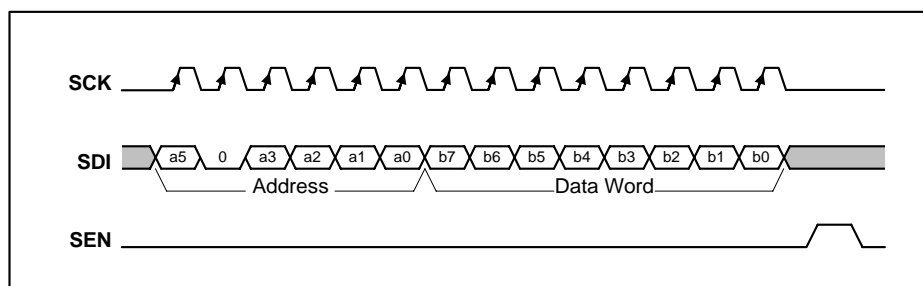 SCK
SDI a5 0 a3 a2 a1 a0 b7 b6 b5 b4 b3 b2 b1 b0
Address Data Word
SEN